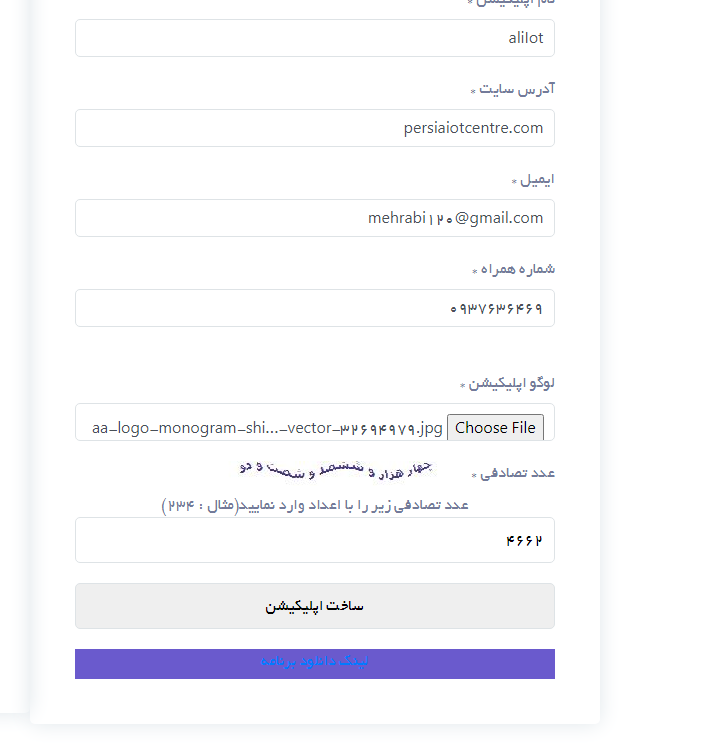 نام اپلیکیشن *
aliIot
آدرس سایت *
persiaiotcentre.com
ایمیل *
mehrabi۱۲۰@gmail.com
شماره همراه *
۰۹۳۷۶۳۶۴۶۹
لوگو اپلیکیشن *
Choose File aa-logo-monogram-shi...-vector-۳۲۶۹۴۹۷۹.jpg
عدد تصادفی * چهار هزار و ششصد و شصت و دو
عدد تصادفی زیر را با اعداد وارد نمایید(مثال : ۲۳۴)
۴۶۶۲
ساخت اپلیکیشن
لینک دانلود برنامه